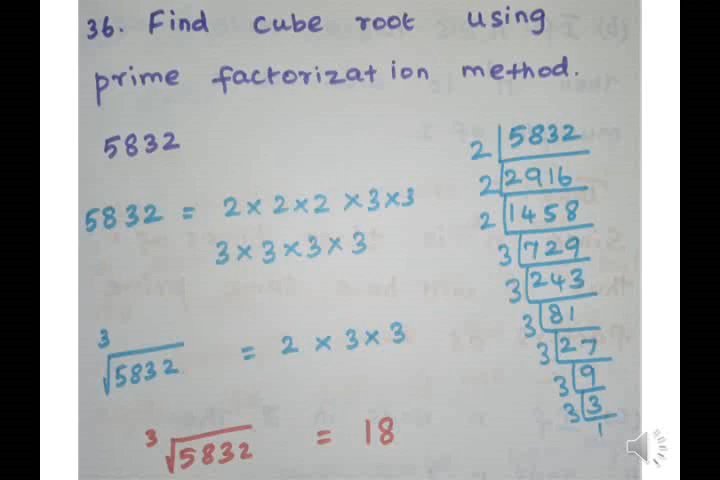 36. Find cube root using
prime factorization method.
5832
5832 = 2 × 2 × 2 × 3 × 3
3 × 3 × 3 × 3
∛5832 = 2 × 3 × 3
∛5832 = 18
2 | 5832
2 | 2916
2 | 1458
3 | 729
3 | 243
3 | 81
3 | 27
3 | 9
3 | 3
1